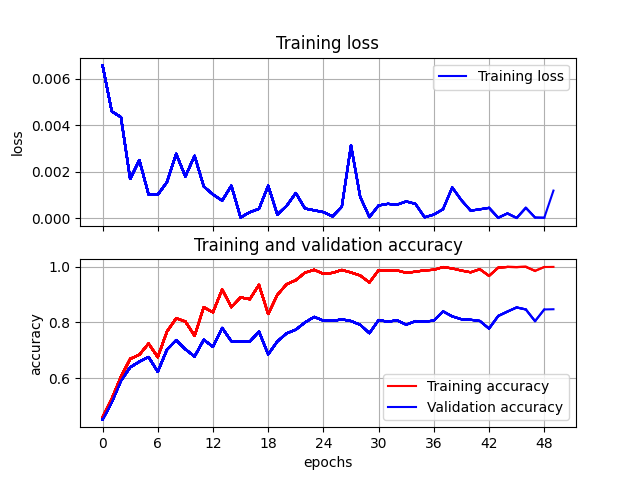 Training loss
Training loss
0.006
0.004
0.002
0.000
loss
Training and validation accuracy
1.0
0.8
0.6
accuracy
Training accuracy
Validation accuracy
0 6 12 18 24 30 36 42 48
epochs